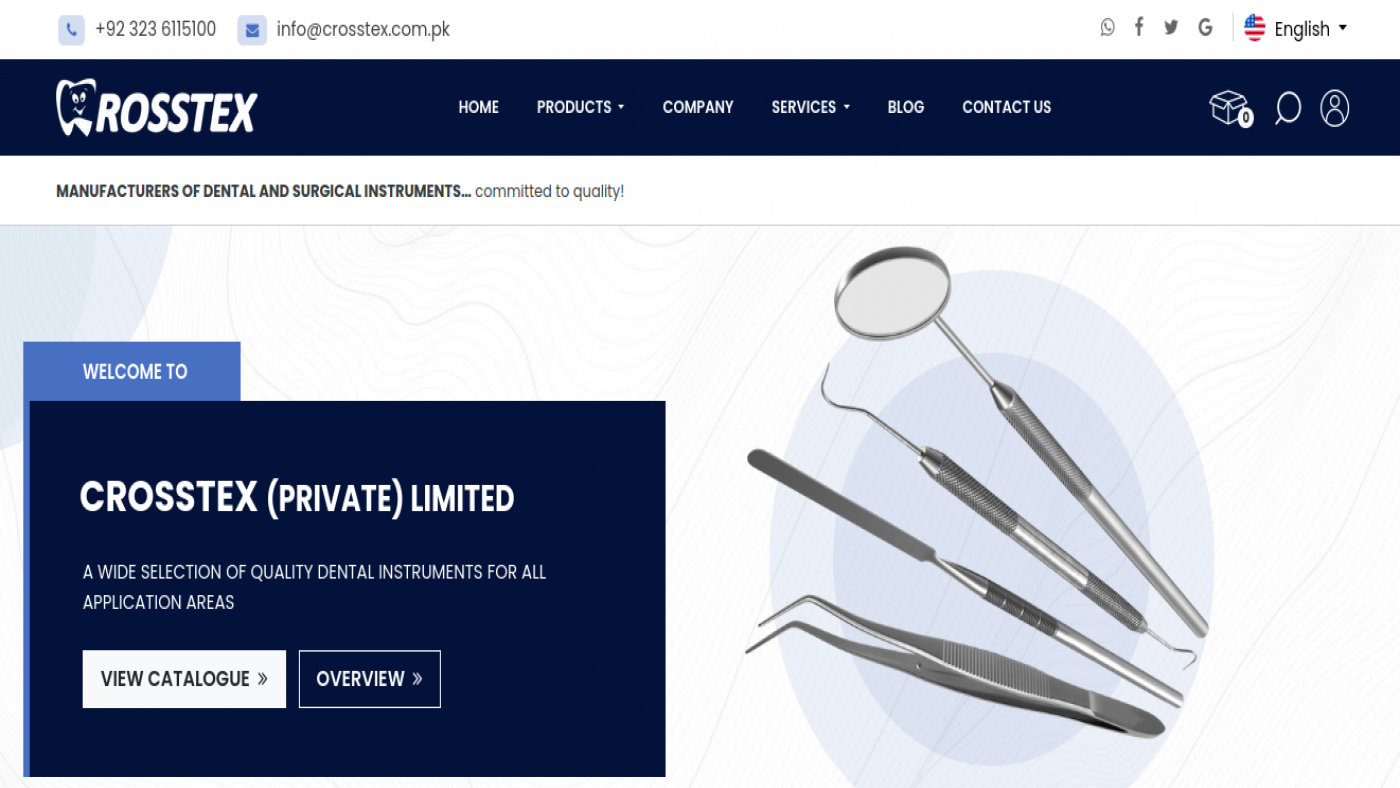 +92 323 6115100 info@crosstex.com.pk
English
CROSSTEX
HOME PRODUCTS COMPANY SERVICES BLOG CONTACT US
0
MANUFACTURERS OF DENTAL AND SURGICAL INSTRUMENTS... committed to quality!
WELCOME TO
CROSSTEX (PRIVATE) LIMITED
A WIDE SELECTION OF QUALITY DENTAL INSTRUMENTS FOR ALL
APPLICATION AREAS
VIEW CATALOGUE » OVERVIEW »